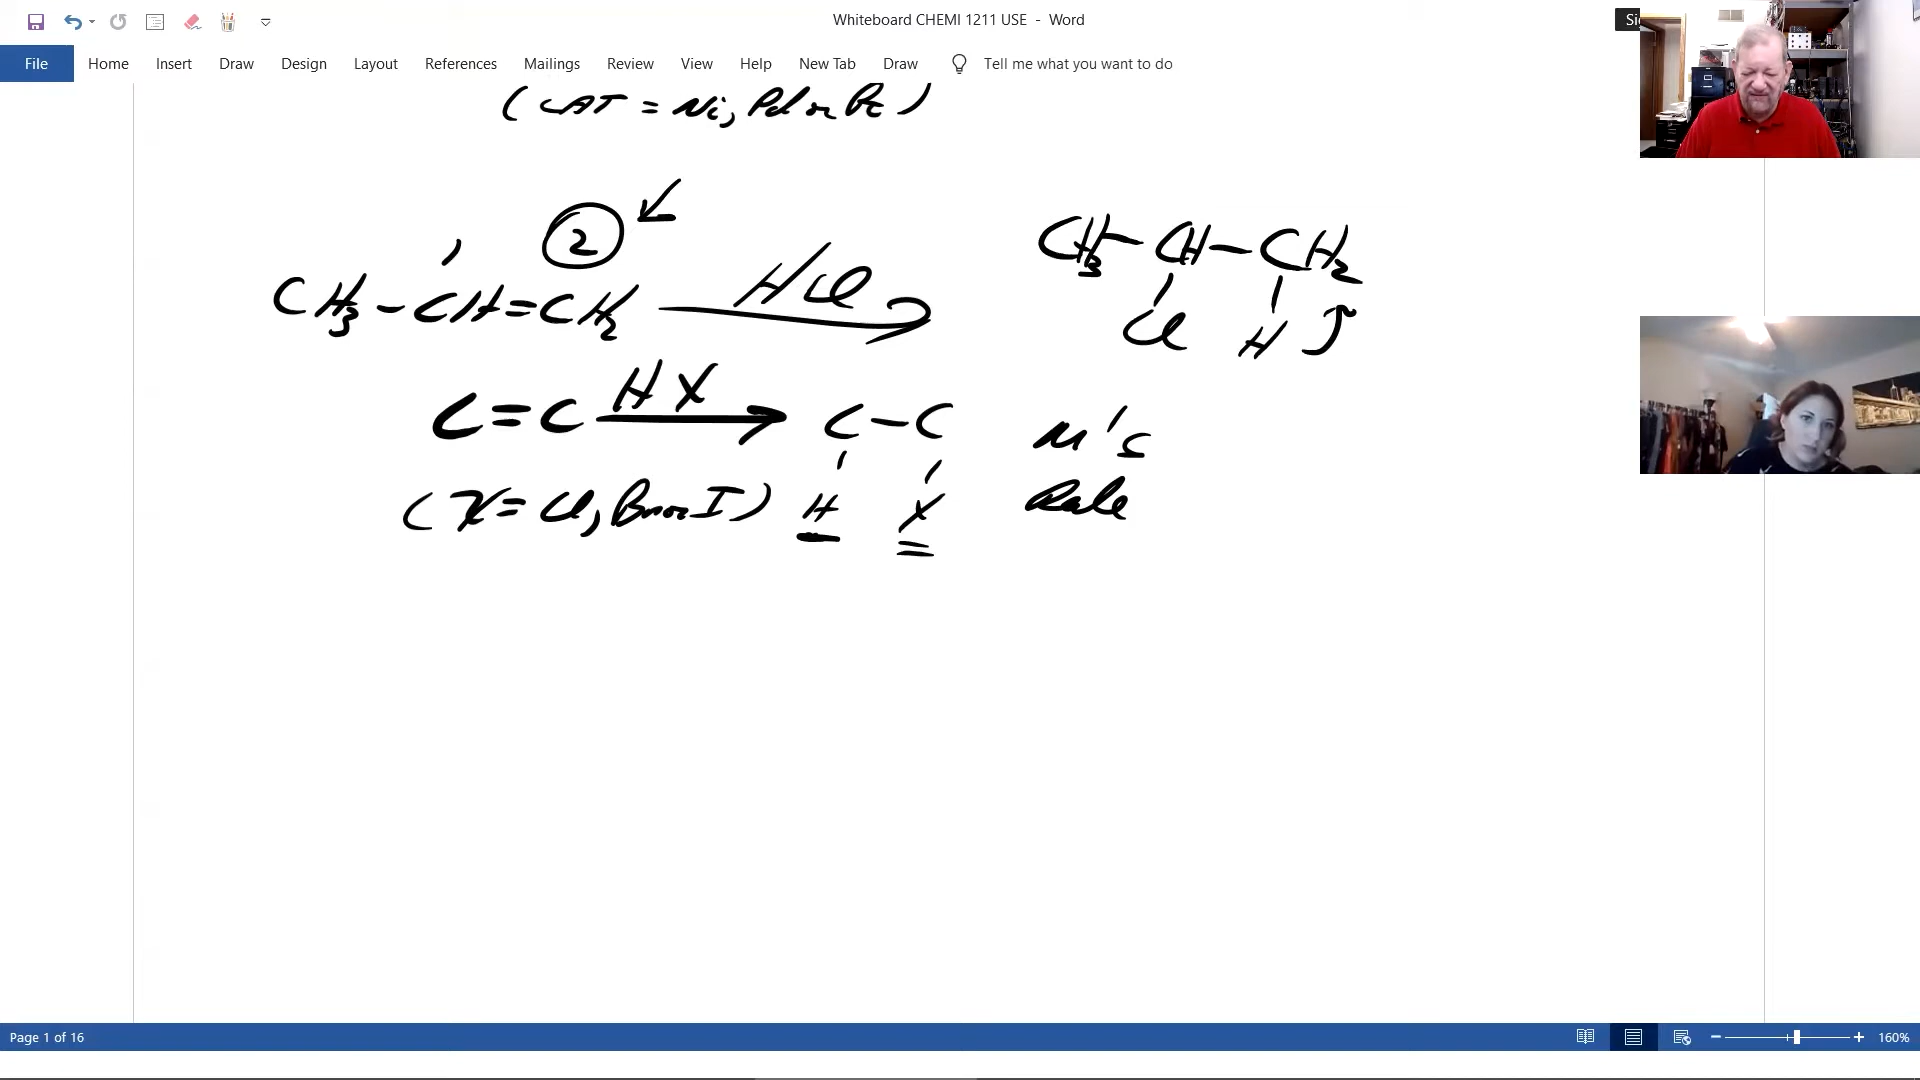 Whiteboard CHEMI 1211 USE - Word
Si
File Home Insert Draw Design Layout References Mailings Review View Help New Tab Draw Tell me what you want to do
(CAT = Ni, Pd or Pt)
1 2
CH3-CH=CH2 HCl
CH3-CH-CH2
Cl H
C=C HX C-C
M's
Rule
(X = Cl, Br or I) H X
Page 1 of 16
160%